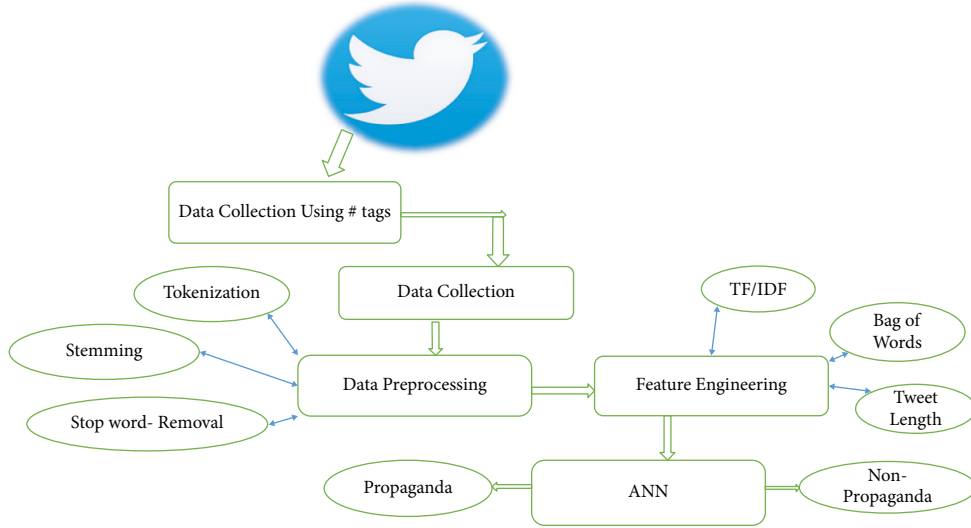 Data Collection Using # tags
Data Collection
Tokenization
TF/IDF
Bag of
Words
Stemming
Data Preprocessing
Feature Engineering
Tweet
Length
Stop word- Removal
Propaganda
ANN
Non-
Propaganda